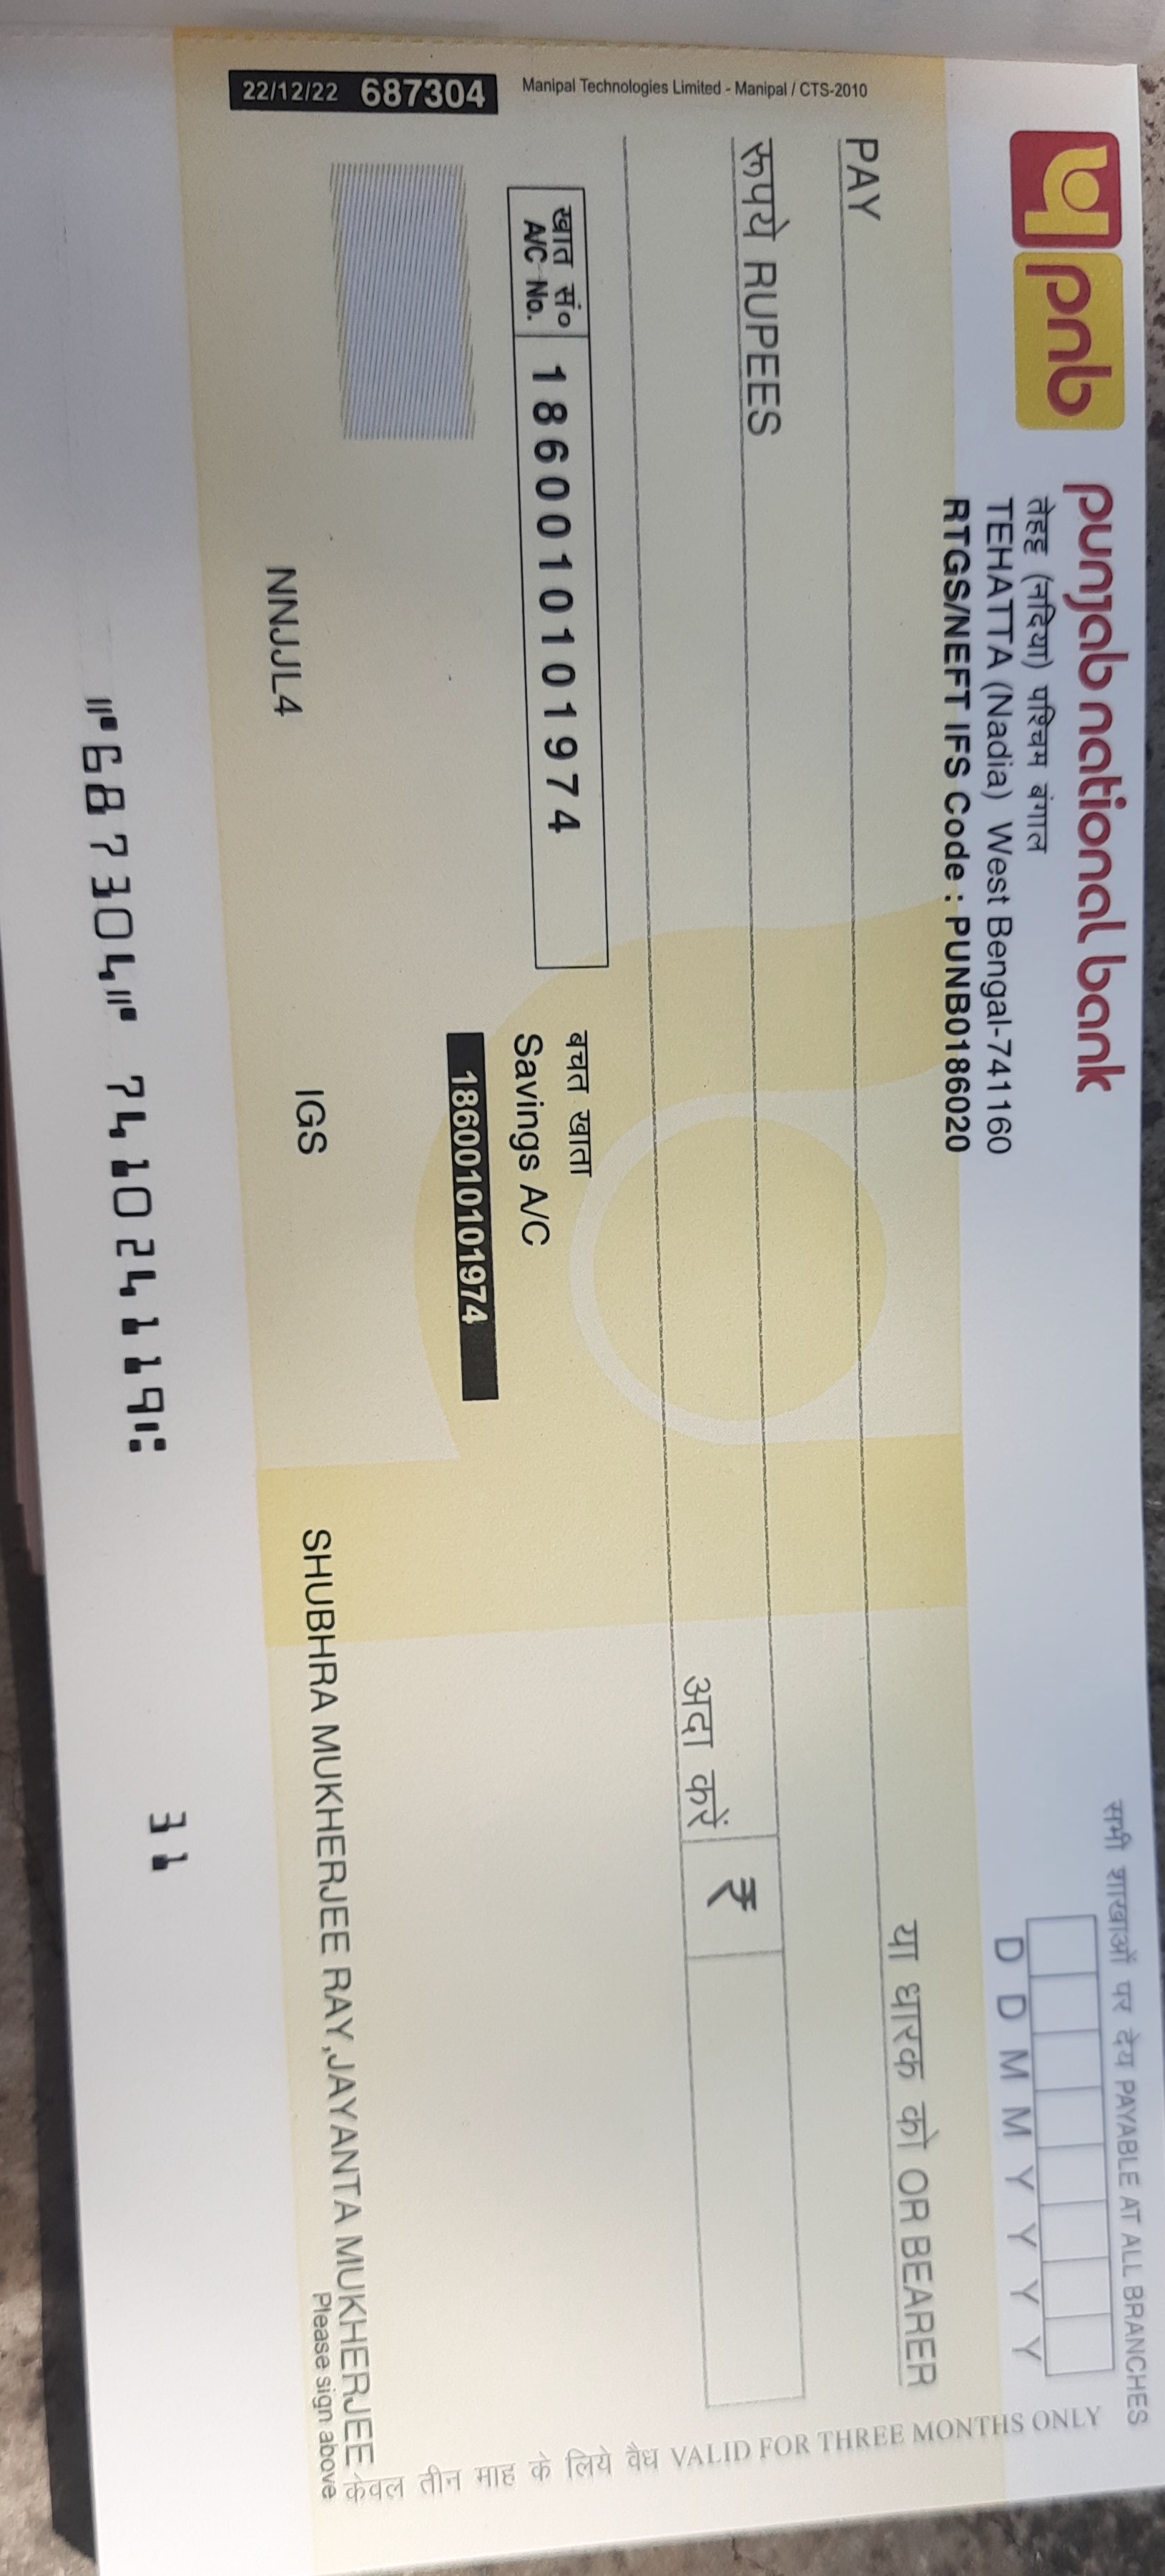 pnb
punjab national bank
तेहट्ट (नदिया) पश्चिम बंगाल
TEHATTA (Nadia) West Bengal-741160
RTGS/NEFT IFS Code : PUNB0186020
सभी शाखाओं पर देय PAYABLE AT ALL BRANCHES
D D M M Y Y Y Y
PAY
या धारक को OR BEARER
रूपये RUPEES
अदा करें
₹
खात सं० 
A/C No.
1860010101974
बचत खाता
Savings A/C
1860010101974
Manipal Technologies Limited - Manipal / CTS-2010
22/12/22 687304
NNJJL4
IGS
SHUBHRA MUKHERJEE RAY,JAYANTA MUKHERJEE
Please sign above
केवल तीन माह के लिये वैध VALID FOR THREE MONTHS ONLY
⑈687304⑈ 741024119⑆ 31